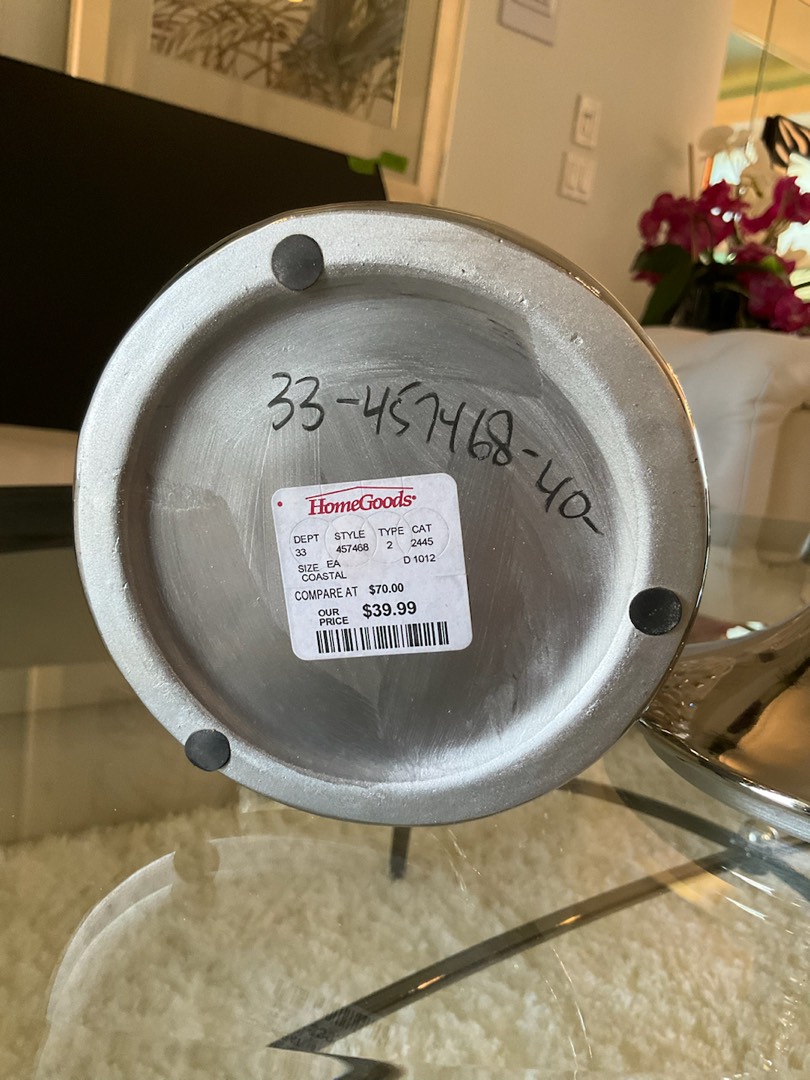 33-457468-40-
HomeGoods
DEPT STYLE TYPE CAT
33 457468 2 2445
SIZE EA D 1012
COASTAL
COMPARE AT $70.00
OUR PRICE $39.99